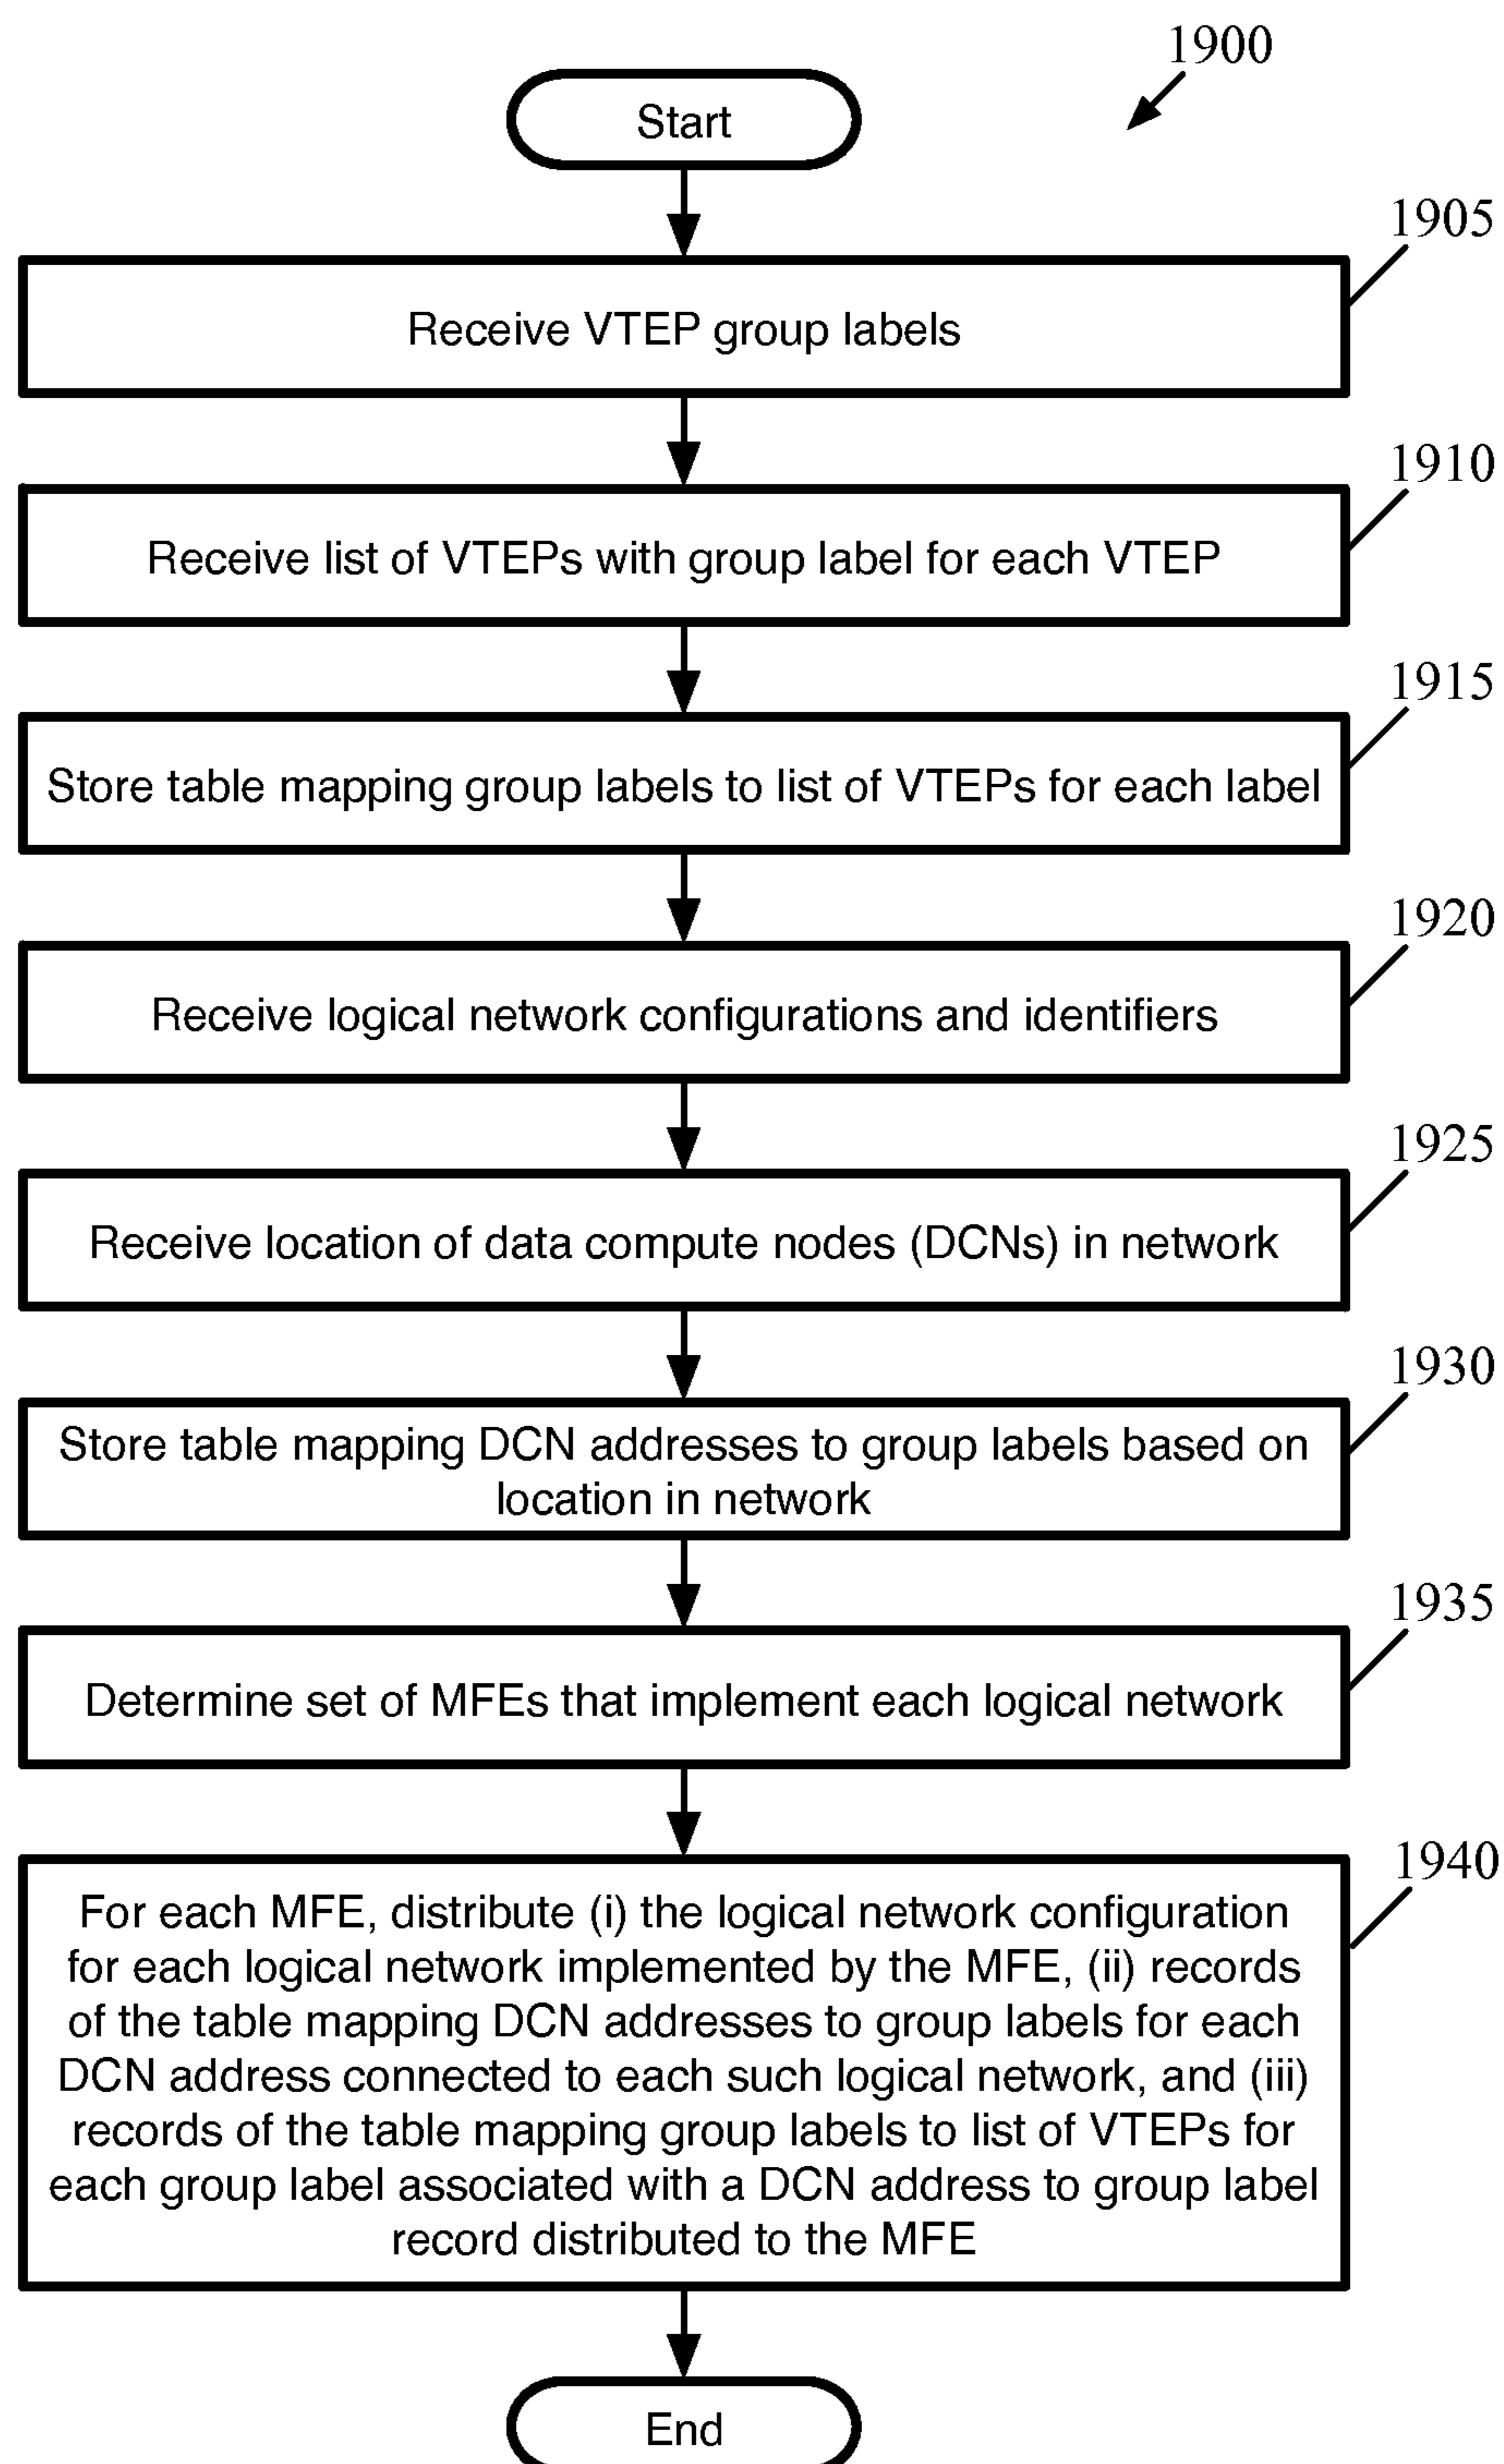 1900
Start
1905
Receive VTEP group labels
1910
Receive list of VTEPs with group label for each VTEP
1915
Store table mapping group labels to list of VTEPs for each label
1920
Receive logical network configurations and identifiers
1925
Receive location of data compute nodes (DCNs) in network
1930
Store table mapping DCN addresses to group labels based on
location in network
1935
Determine set of MFEs that implement each logical network
1940
For each MFE, distribute (i) the logical network configuration
for each logical network implemented by the MFE, (ii) records
of the table mapping DCN addresses to group labels for each
DCN address connected to each such logical network, and (iii)
records of the table mapping group labels to list of VTEPs for
each group label associated with a DCN address to group label
record distributed to the MFE
End